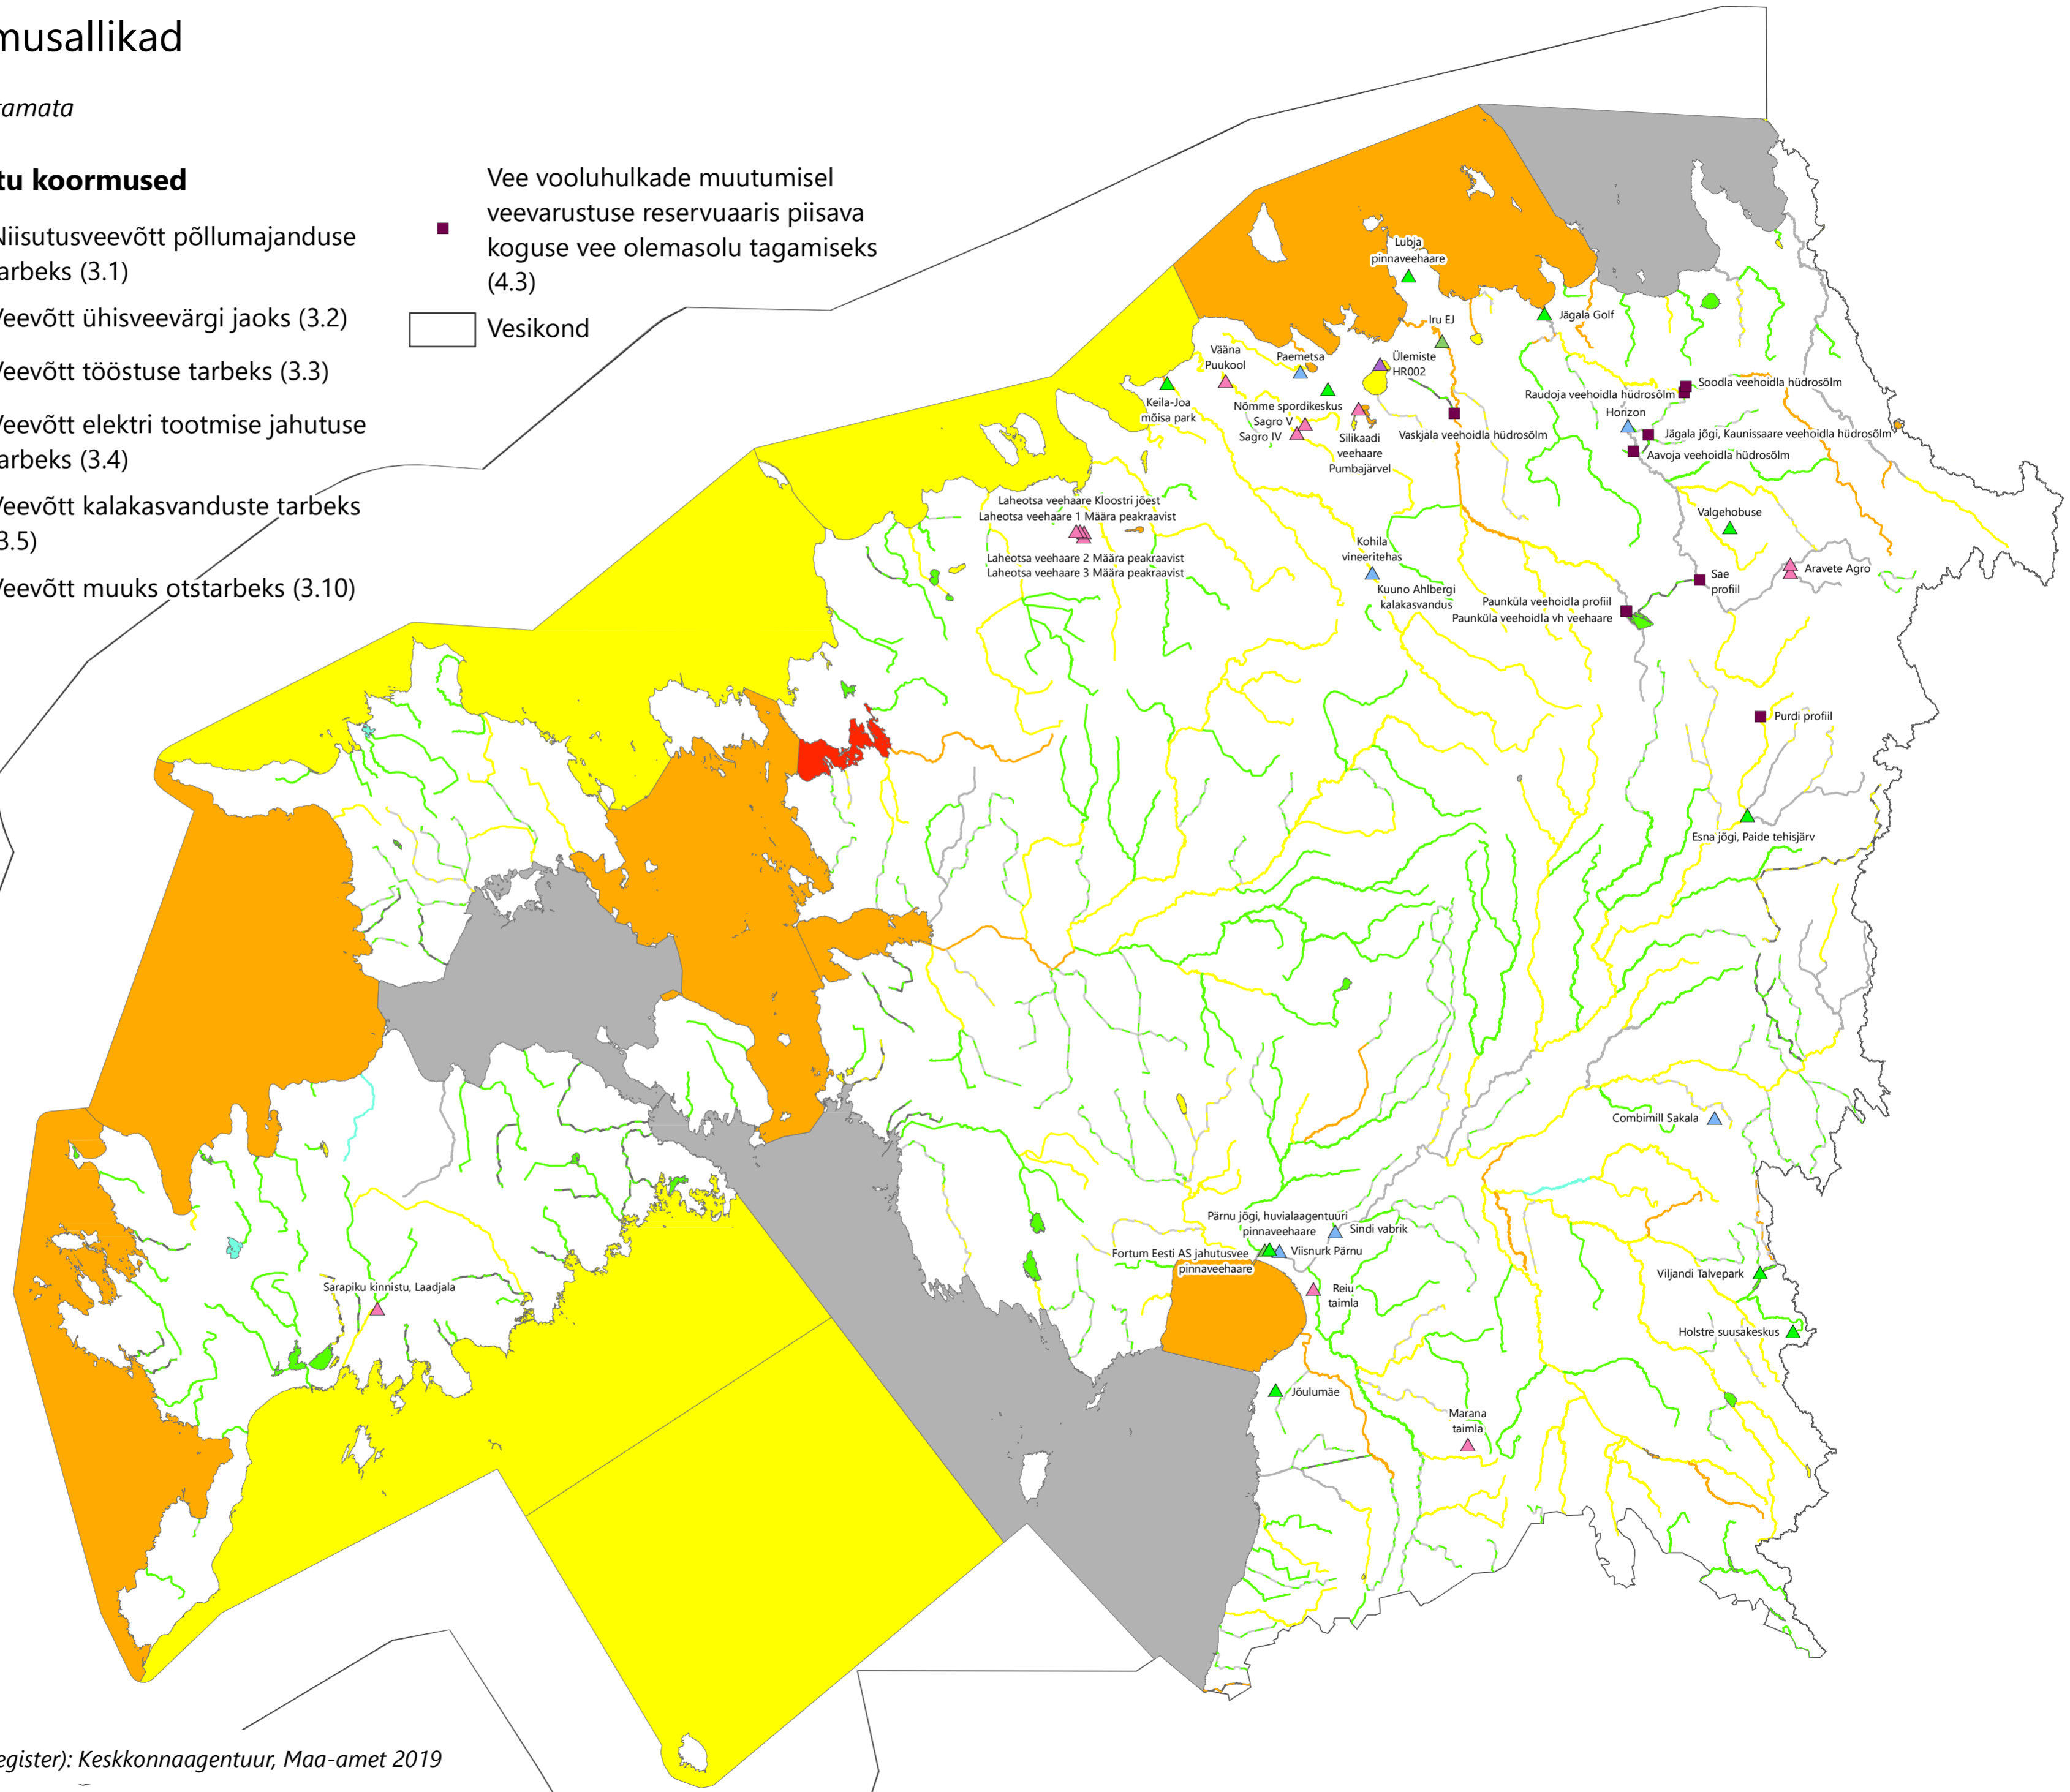 musallikad
amata
tu koormused
Niisutusveevõtt põllumajanduse
arbeks (3.1)
Veevõtt ühisveevärgi jaoks (3.2)
Veevõtt tööstuse tarbeks (3.3)
Veevõtt elektri tootmise jahutuse
arbeks (3.4)
Veevõtt kalakasvanduste tarbeks
3.5)
Veevõtt muuks otstarbeks (3.10)
Vee vooluhulkade muutumisel
veevarustuse reservuaaris piisava
koguse vee olemasolu tagamiseks
(4.3)
Vesikond
Lubja
pinnaveehaare
Jägala Golf
Iru EJ
Vääna
Puukool
Paemetsa
Ülemiste
HR002
Keila-Joa
mõisa park
Nõmme spordikeskus
Sagro V
Sagro IV
Silikaadi
veehaare
Pumbajärvel
Vaskjala veehoidla hüdrosõlm
Soodla veehoidla hüdrosõlm
Raudoja veehoidla hüdrosõlm
Horizon
Jägala jõgi, Kaunissaare veehoidla hüdrosõlm
Aavoja veehoidla hüdrosõlm
Laheotsa veehaare Kloostri jõest
Laheotsa veehaare 1 Määra peakraavist
Laheotsa veehaare 2 Määra peakraavist
Laheotsa veehaare 3 Määra peakraavist
Valgehobuse
Kohila
vineeritehas
Kuuno Ahlbergi
kalakasvandus
Sae
profiil
Aravete Agro
Paunküla veehoidla profiil
Paunküla veehoidla vh veehaare
Purdi profiil
Esna jõgi, Paide tehisjärv
Combimill Sakala
Pärnu jõgi, huvialaagentuuri
pinnaveehaare
Sindi vabrik
Fortum Eesti AS jahutusvee
pinnaveehaare
Viisnurk Pärnu
Viljandi Talvepark
Sarapiku kinnistu, Laadjala
Reiu
taimla
Holstre suusakeskus
Jõulumäe
Marana
taimla
egister): Keskkonnaagentuur, Maa-amet 2019